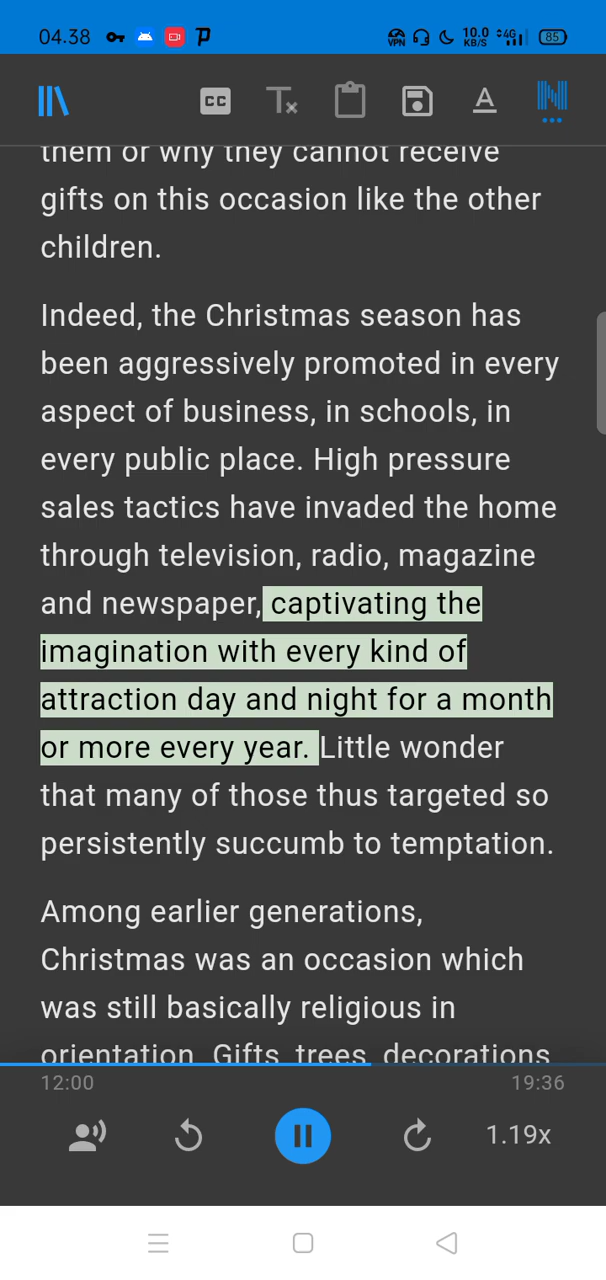 04.38
VPN
10.0
KB/S
4G
85
CC
them or why they cannot receive
gifts on this occasion like the other
children.
Indeed, the Christmas season has
been aggressively promoted in every
aspect of business, in schools, in
every public place. High pressure
sales tactics have invaded the home
through television, radio, magazine
and newspaper, captivating the
imagination with every kind of
attraction day and night for a month
or more every year. Little wonder
that many of those thus targeted so
persistently succumb to temptation.
Among earlier generations,
Christmas was an occasion which
was still basically religious in
orientation. Gifts, trees, decorations
12:00
19:36
1.19x